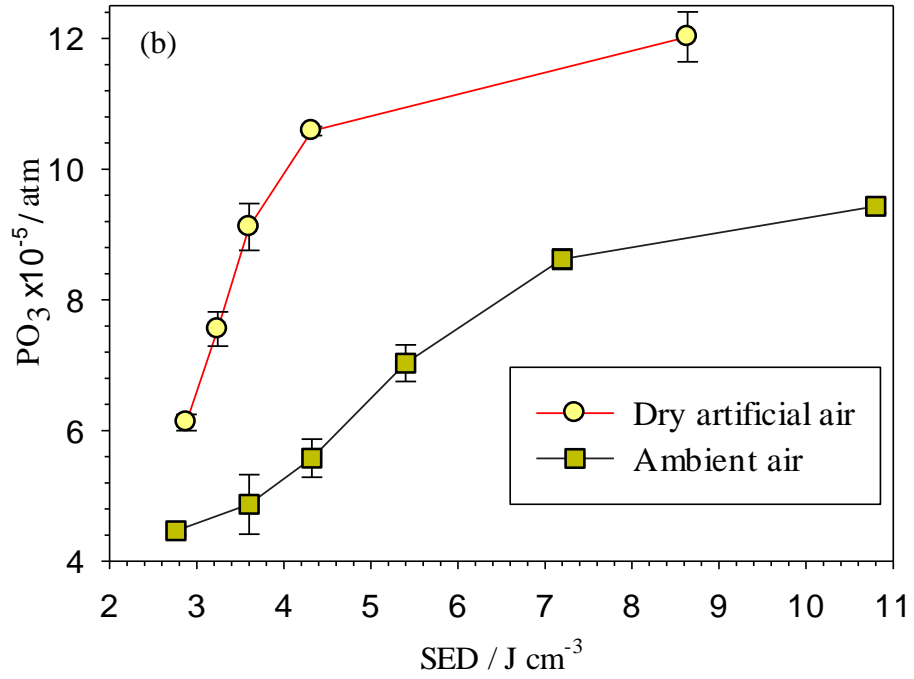 (b)
12
10
8
6
4
PO₃ x10⁻⁵ / atm
Dry artificial air
Ambient air
2 3 4 5 6 7 8 9 10 11
SED / J cm⁻³